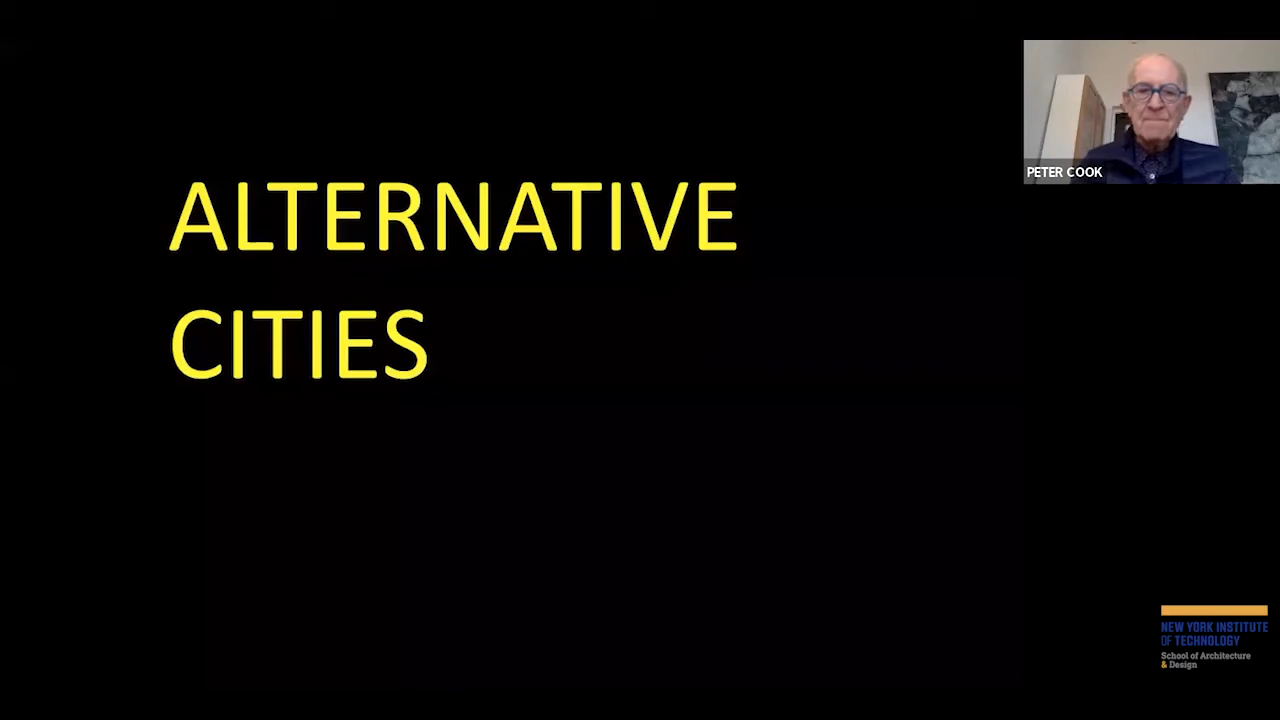 ALTERNATIVE
CITIES
PETER COOK
NEW YORK INSTITUTE
OF TECHNOLOGY
School of Architecture
& Design